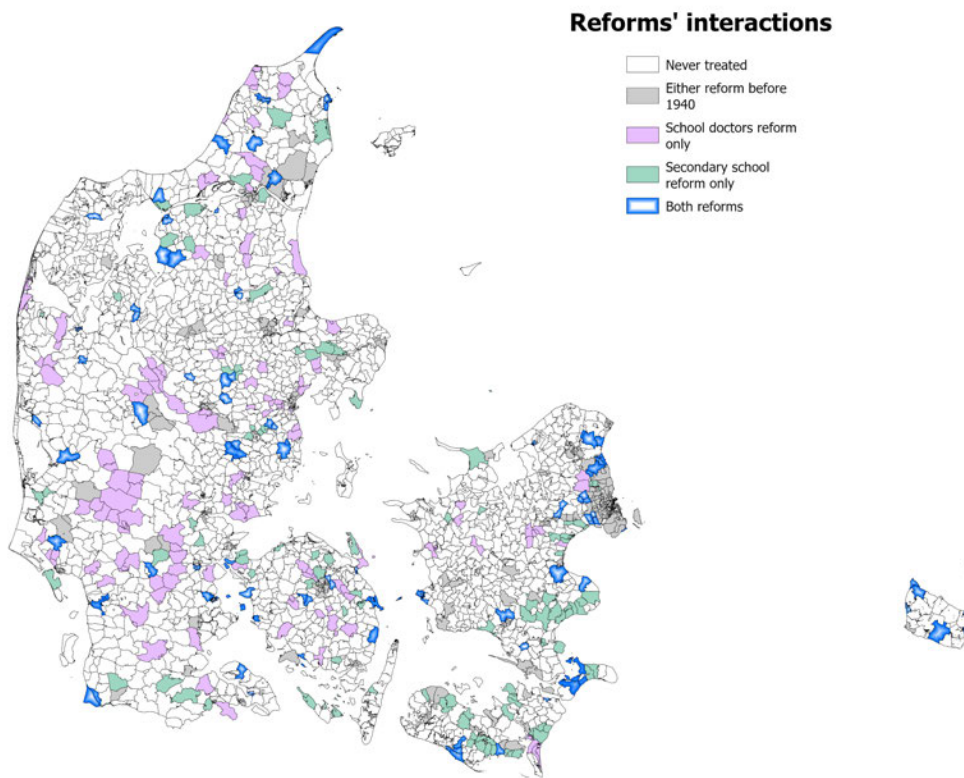 Reforms' interactions
Never treated
Either reform before
1940
School doctors reform
only
Secondary school
reform only
Both reforms